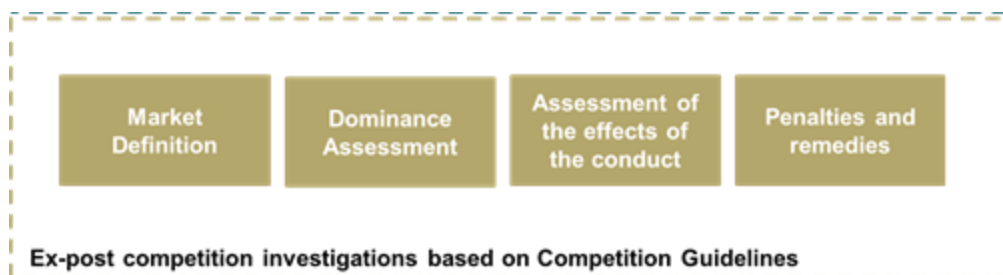 Market
Definition
Dominance
Assessment
Assessment of
the effects of
the conduct
Penalties and
remedies
Ex-post competition investigations based on Competition Guidelines